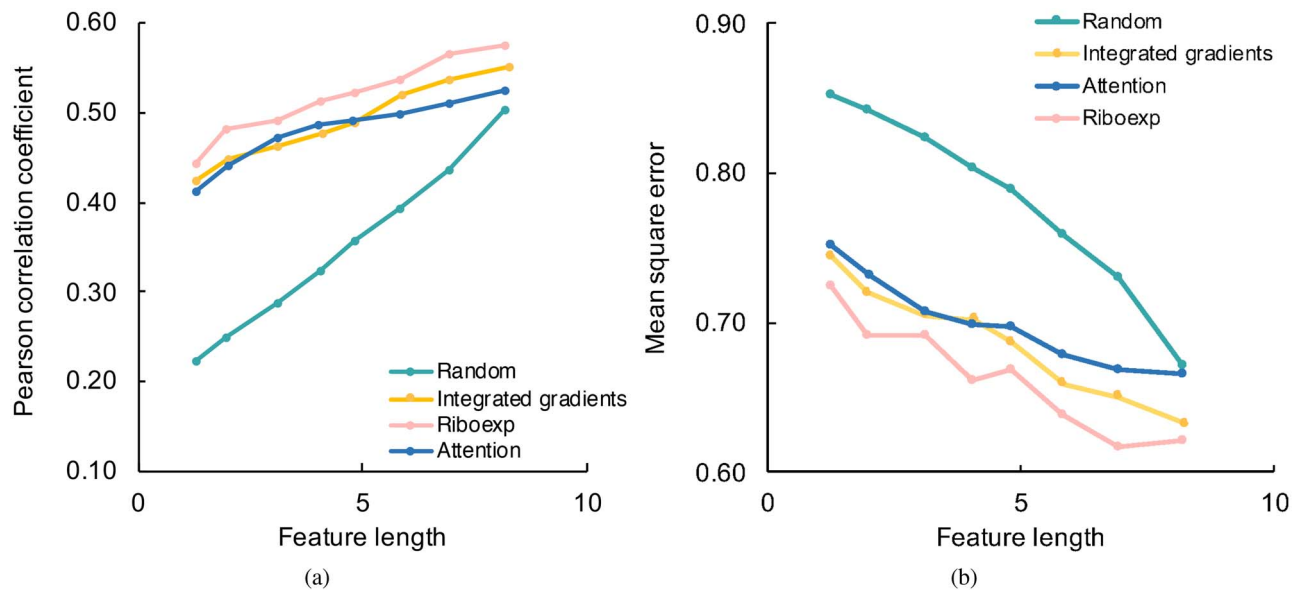 0.60
0.50
0.40
0.30
0.20
0.10
Pearson correlation coefficient
0
5
10
Feature length
Random
Integrated gradients
Riboexp
Attention
(a)
0.90
0.80
0.70
0.60
Mean square error
0
5
10
Feature length
Random
Integrated gradients
Attention
Riboexp
(b)